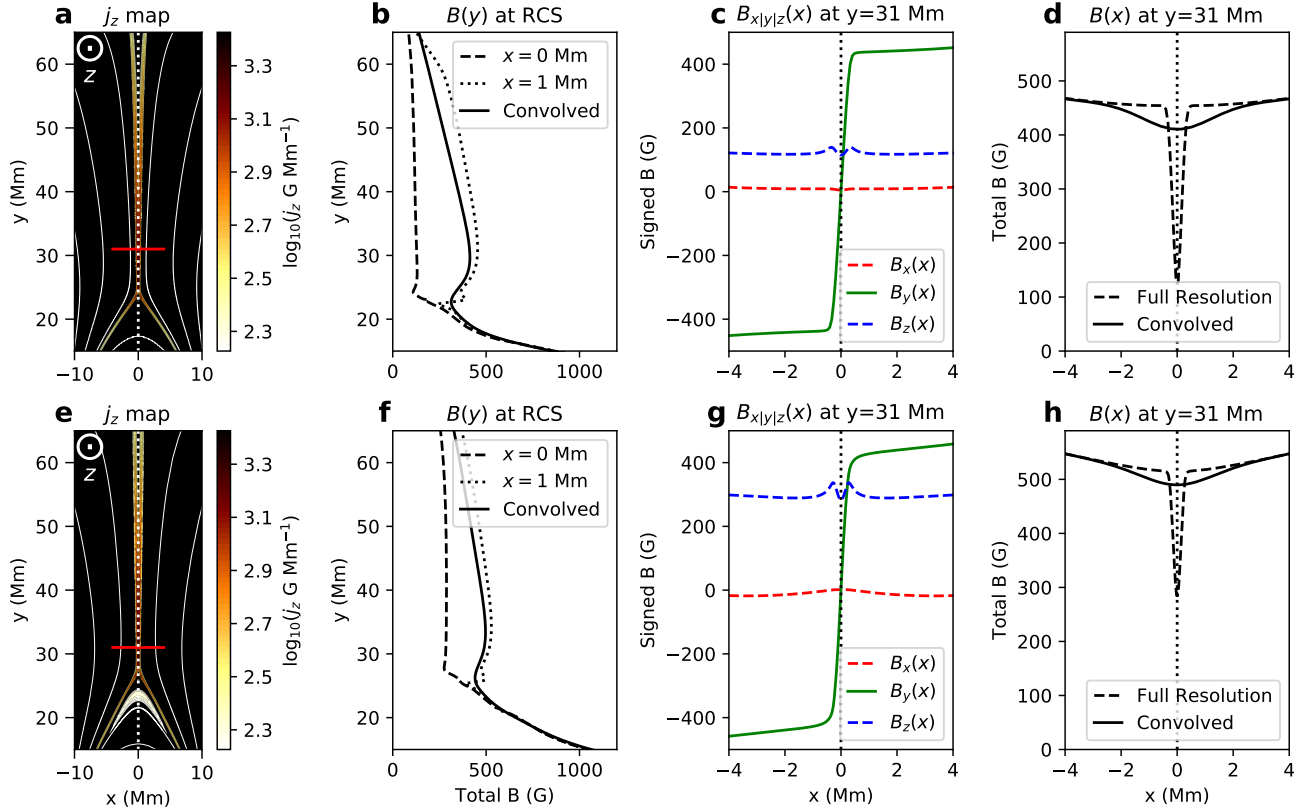 a
j_z map
b
B(y) at RCS
c
B_{x|y|z}(x) at y=31 Mm
d
B(x) at y=31 Mm
z
y (Mm)
60
50
40
30
20
−10
0
10
3.3
3.1
2.9
2.7
2.5
2.3
log₁₀(j_z G Mm⁻¹)
x = 0 Mm
x = 1 Mm
Convolved
y (Mm)
60
50
40
30
20
0
500
1000
Signed B (G)
400
200
0
−200
−400
B_x(x)
B_y(x)
B_z(x)
−4
−2
0
2
4
Total B (G)
500
400
300
200
100
0
Full Resolution
Convolved
−4
−2
0
2
4
e
j_z map
f
B(y) at RCS
g
B_{x|y|z}(x) at y=31 Mm
h
B(x) at y=31 Mm
z
y (Mm)
60
50
40
30
20
−10
0
10
x (Mm)
3.3
3.1
2.9
2.7
2.5
2.3
log₁₀(j_z G Mm⁻¹)
x = 0 Mm
x = 1 Mm
Convolved
y (Mm)
60
50
40
30
20
0
500
1000
Total B (G)
Signed B (G)
400
200
0
−200
−400
B_x(x)
B_y(x)
B_z(x)
−4
−2
0
2
4
x (Mm)
Total B (G)
500
400
300
200
100
0
Full Resolution
Convolved
−4
−2
0
2
4
x (Mm)